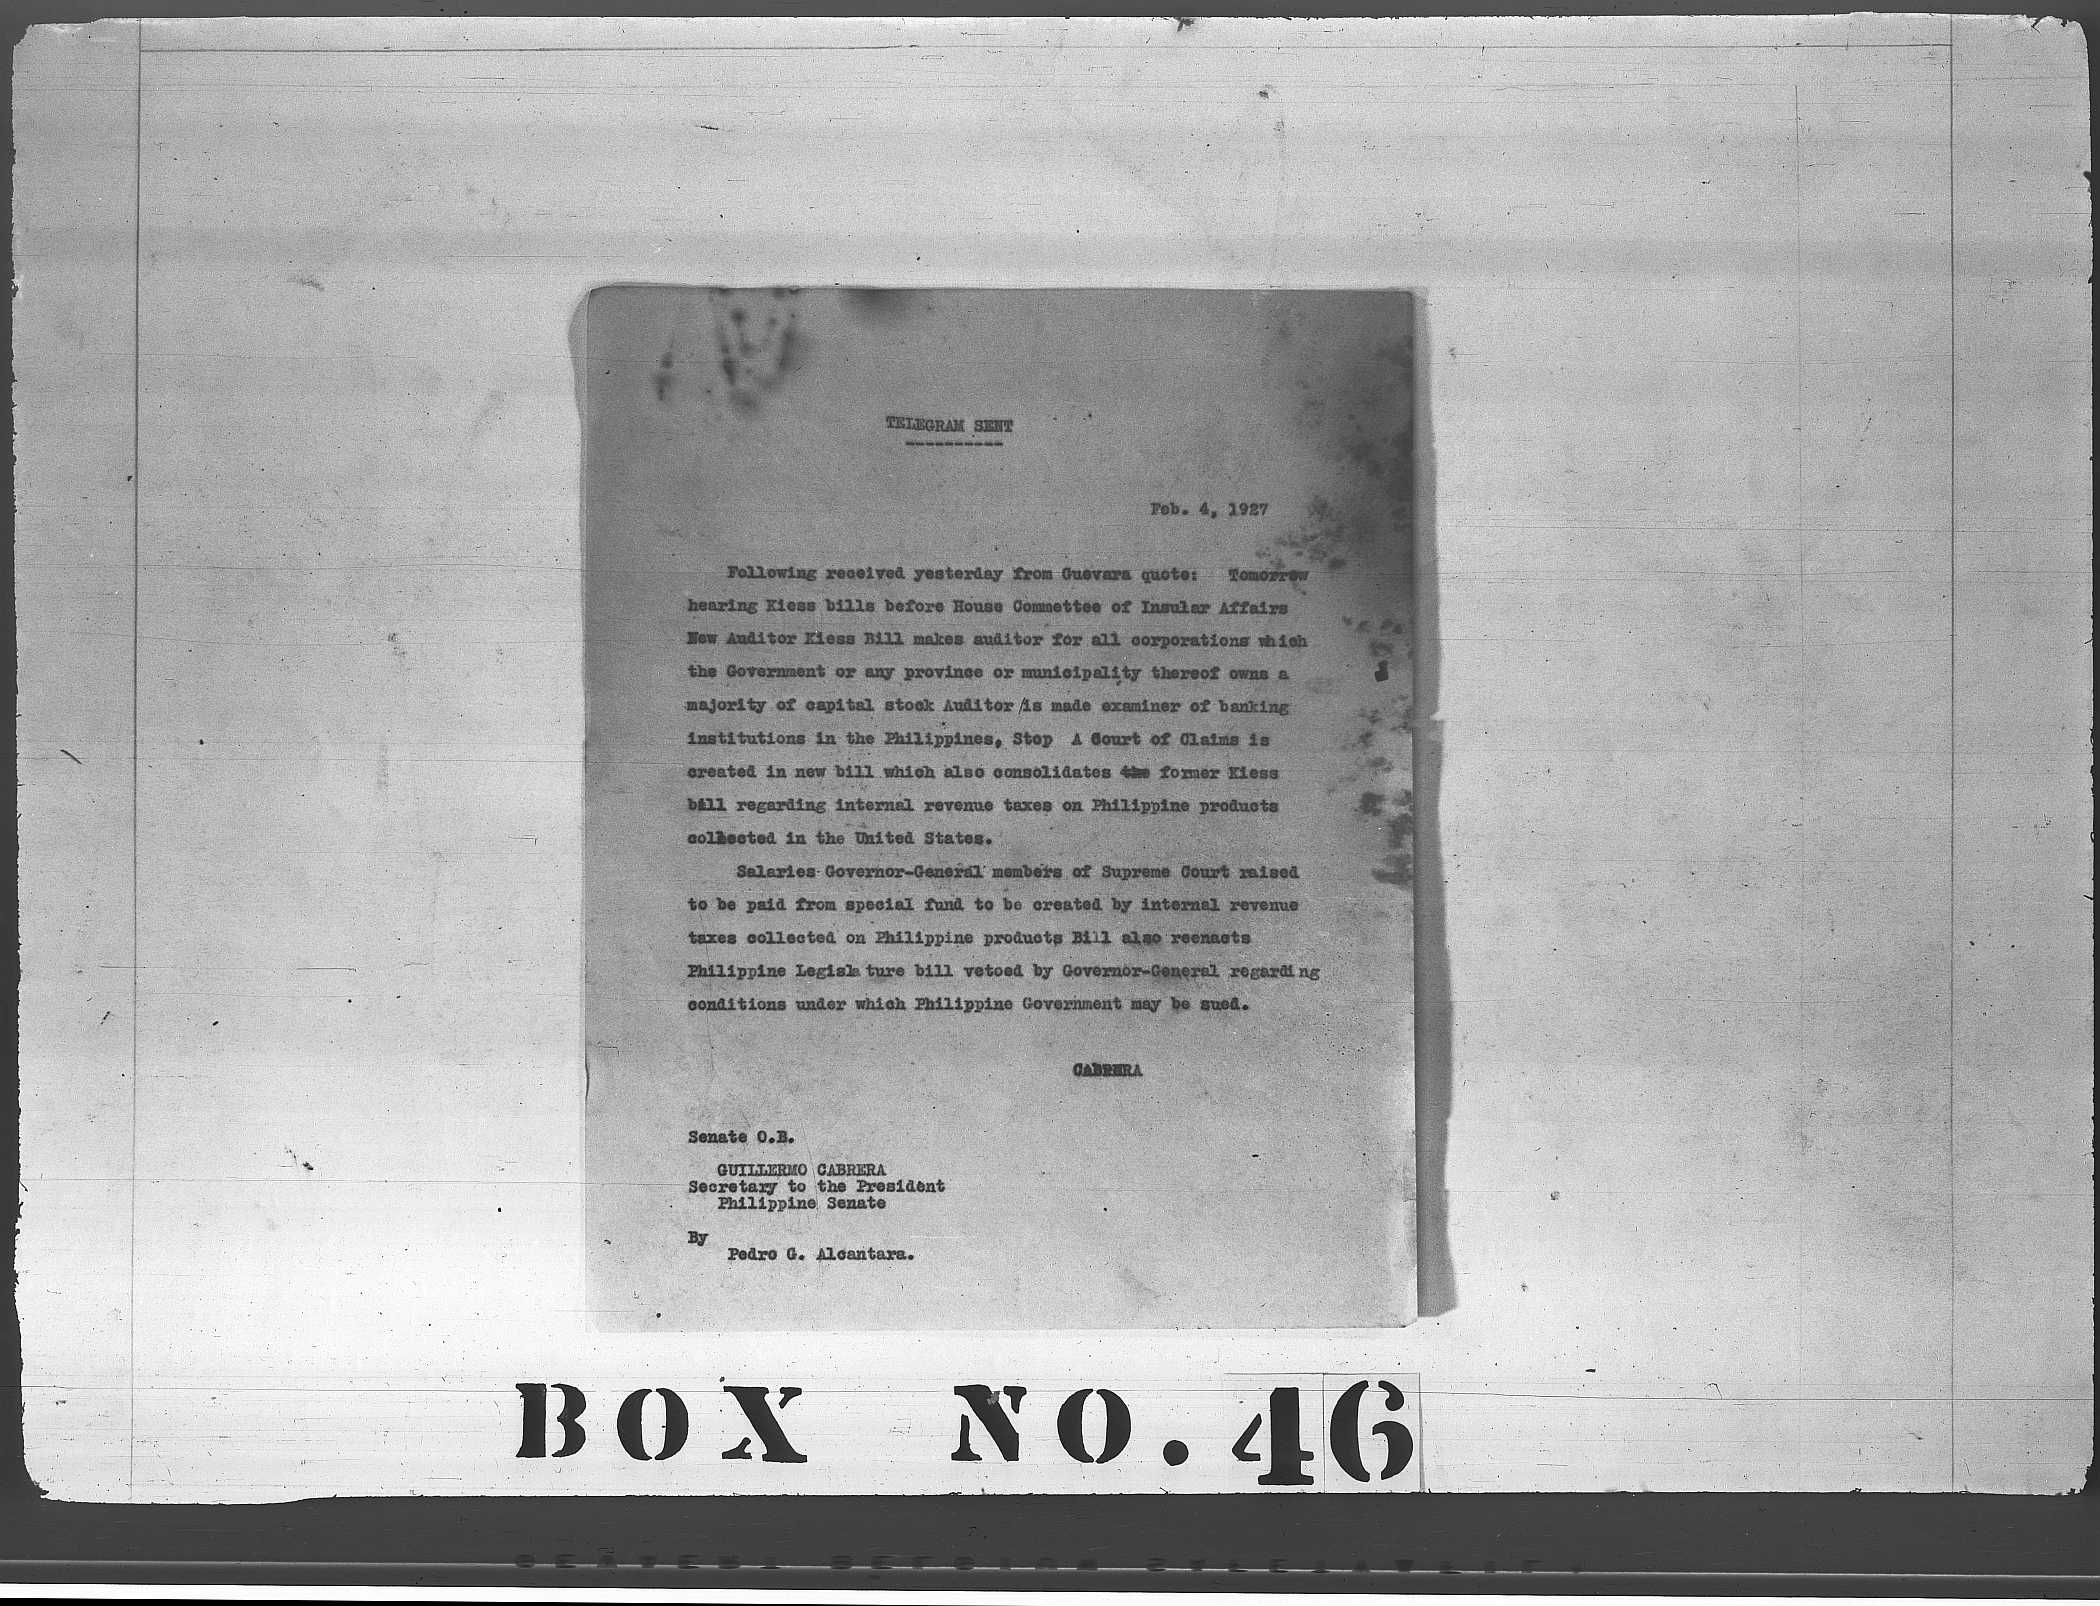 TELEGRAM SENT
----------
Feb. 4, 1927
Following received yesterday from Guevara quote: Tomorrow
hearing Kiess bills before House Commettee of Insular Affairs
New Auditor Kiess Bill makes auditor for all corporations which
the Government or any province or municipality thereof owns a
majority of capital stock Auditor/is made examiner of banking
institutions in the Philippines, Stop A Court of Claims is
created in new bill which also consolidates the former Kiess
bill regarding internal revenue taxes on Philippine products
collected in the United States.
Salaries Governor-General members of Supreme Court raised
to be paid from special fund to be created by internal revenue
taxes collected on Philippine products Bill also reenacts
Philippine Legislature bill vetoed by Governor-General regarding
conditions under which Philippine Government may be sued.
CABRERA
Senate O.B.
GUILLERMO CABRERA
Secretary to the President
Philippine Senate
By
Pedro G. Alcantara.
BOX NO. 46